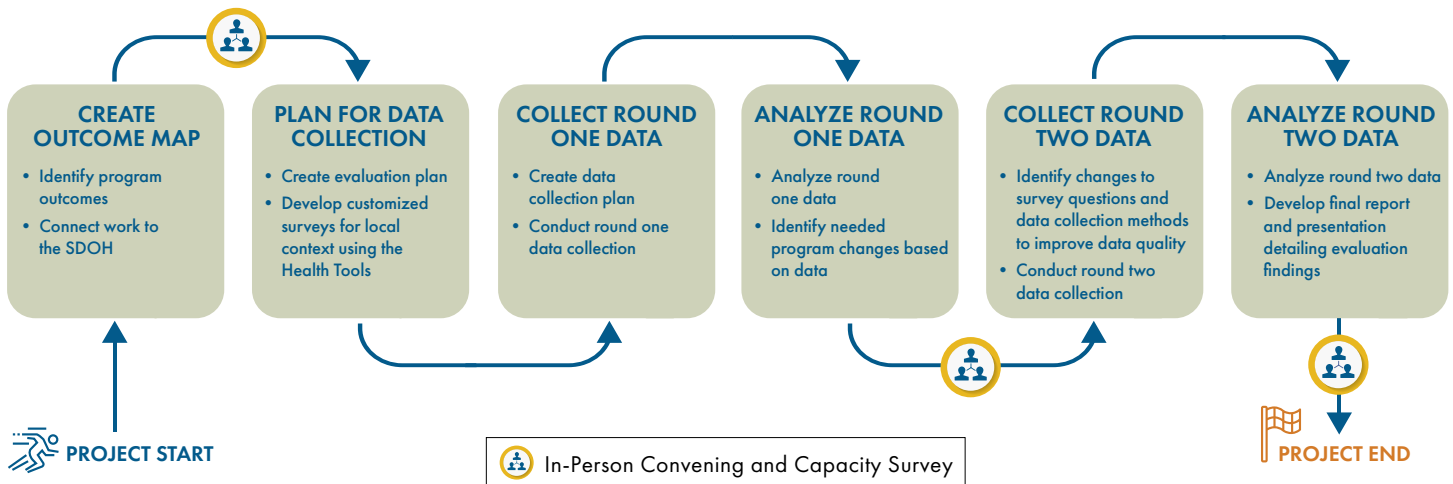 CREATE
OUTCOME MAP
• Identify program
outcomes
• Connect work to
the SDOH
PLAN FOR DATA
COLLECTION
• Create evaluation plan
• Develop customized
surveys for local
context using the
Health Tools
COLLECT ROUND
ONE DATA
• Create data
collection plan
• Conduct round one
data collection
ANALYZE ROUND
ONE DATA
• Analyze round
one data
• Identify needed
program changes based
on data
COLLECT ROUND
TWO DATA
• Identify changes to
survey questions and
data collection methods
to improve data quality
• Conduct round two
data collection
ANALYZE ROUND
TWO DATA
• Analyze round two data
• Develop final report
and presentation
detailing evaluation
findings
PROJECT START
In-Person Convening and Capacity Survey
PROJECT END